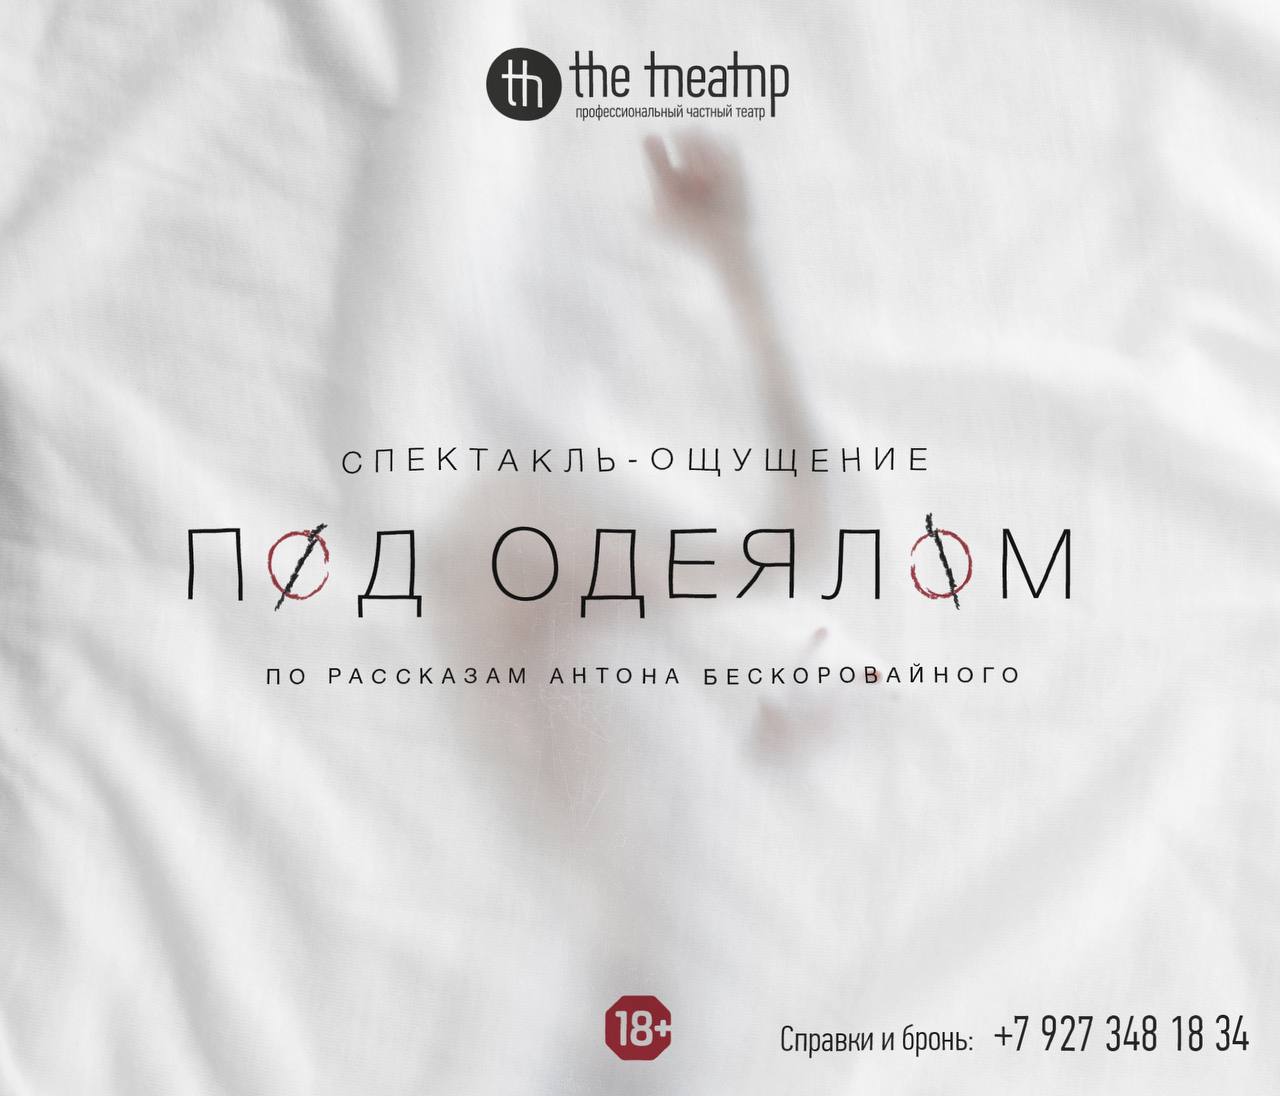 th the театр
профессиональный частный театр
СПЕКТАКЛЬ-ОЩУЩЕНИЕ
ПОД ОДЕЯЛОМ
ПО РАССКАЗАМ АНТОНА БЕСКОРОВАЙНОГО
18+
Справки и бронь: +7 927 348 18 34